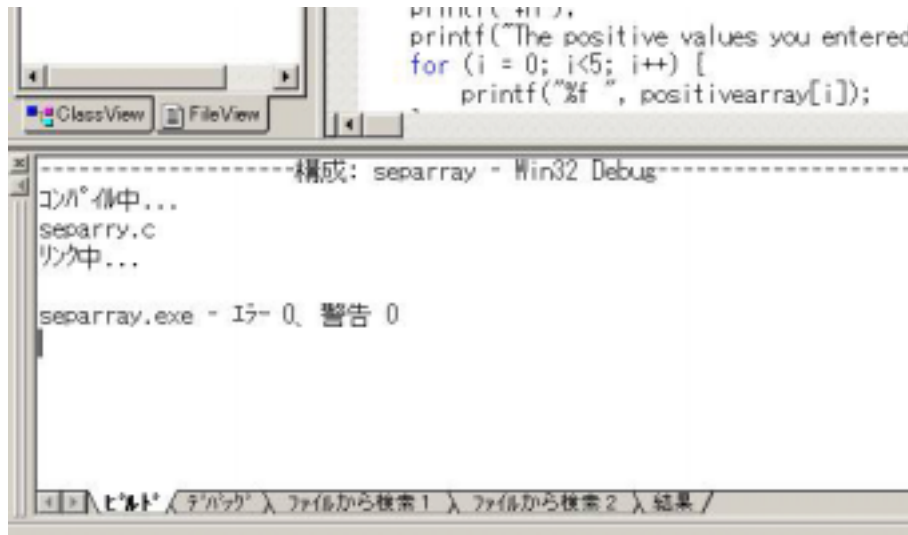 printf("¥n");
printf("The positive values you entered
for (i = 0; i<5; i++) {
printf("%f ", positivearray[i]);
ClassView
FileView
--------------------構成: separray - Win32 Debug--------------------
ｺﾝﾊﾟｲﾙ中...
separry.c
ﾘﾝｸ中...
separray.exe - ｴﾗｰ 0、警告 0
ﾋﾞﾙﾄﾞ
ﾃﾞﾊﾞｯｸﾞ
ﾌｧｲﾙから検索 1
ﾌｧｲﾙから検索 2
結果